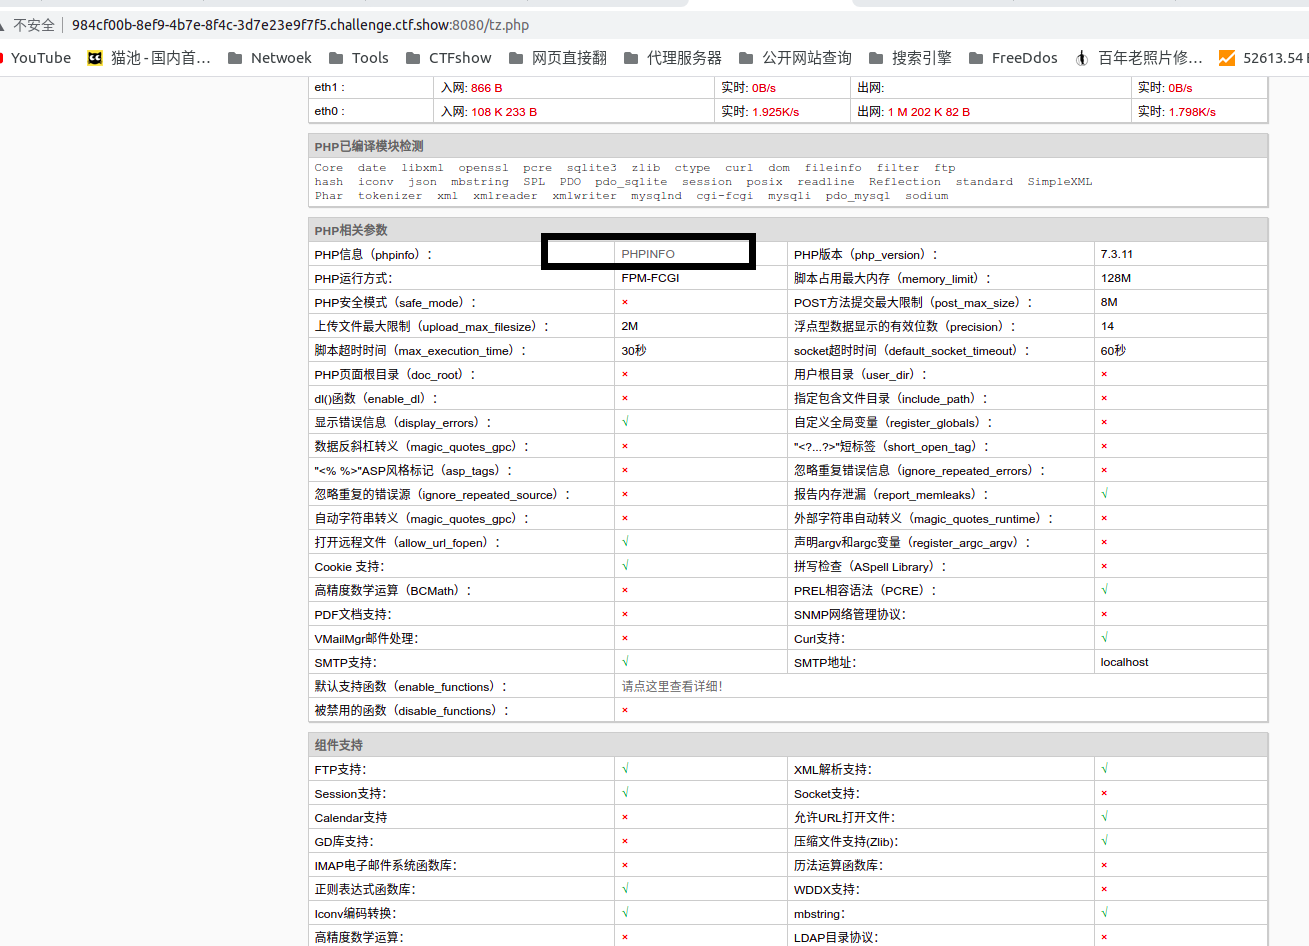 不安全 984cf00b-8ef9-4b7e-8f4c-3d7e23e9f7f5.challenge.ctf.show:8080/tz.php
YouTube 猫池 - 国内首... Netwoek Tools CTFshow 网页直接翻 代理服务器 公开网站查询 搜索引擎 FreeDdos 百年老照片修... 52613.54
eth1 : 入网: 866 B 实时: 0B/s 出网: 实时: 0B/s
eth0 : 入网: 108 K 233 B 实时: 1.925K/s 出网: 1 M 202 K 82 B 实时: 1.798K/s
PHP已编译模块检测
Core date libxml openssl pcre sqlite3 zlib ctype curl dom fileinfo filter ftp
hash iconv json mbstring SPL PDO pdo_sqlite session posix readline Reflection standard SimpleXML
Phar tokenizer xml xmlreader xmlwriter mysqlnd cgi-fcgi mysqli pdo_mysql sodium
PHP相关参数
PHP信息（phpinfo）： PHPINFO PHP版本（php_version）： 7.3.11
PHP运行方式： FPM-FCGI 脚本占用最大内存（memory_limit）： 128M
PHP安全模式（safe_mode）： × POST方法提交最大限制（post_max_size）： 8M
上传文件最大限制（upload_max_filesize）： 2M 浮点型数据显示的有效位数（precision）： 14
脚本超时时间（max_execution_time）： 30秒 socket超时时间（default_socket_timeout）： 60秒
PHP页面根目录（doc_root）： × 用户根目录（user_dir）： ×
dl()函数（enable_dl）： × 指定包含文件目录（include_path）： ×
显示错误信息（display_errors）： √ 自定义全局变量（register_globals）： ×
数据反斜杠转义（magic_quotes_gpc）： × "<?...?>"短标签（short_open_tag）： ×
"<% %>"ASP风格标记（asp_tags）： × 忽略重复错误信息（ignore_repeated_errors）： ×
忽略重复的错误源（ignore_repeated_source）： × 报告内存泄漏（report_memleaks）： √
自动字符串转义（magic_quotes_gpc）： × 外部字符串自动转义（magic_quotes_runtime）： ×
打开远程文件（allow_url_fopen）： √ 声明argv和argc变量（register_argc_argv）： ×
Cookie 支持： √ 拼写检查（ASpell Library）： ×
高精度数学运算（BCMath）： × PREL相容语法（PCRE）： √
PDF文档支持： × SNMP网络管理协议： ×
VMailMgr邮件处理： × Curl支持： √
SMTP支持： √ SMTP地址： localhost
默认支持函数（enable_functions）： 请点这里查看详细！
被禁用的函数（disable_functions）： ×
组件支持
FTP支持： √ XML解析支持： √
Session支持： √ Socket支持： ×
Calendar支持 × 允许URL打开文件： √
GD库支持： × 压缩文件支持(Zlib)： √
IMAP电子邮件系统函数库： × 历法运算函数库： ×
正则表达式函数库： √ WDDX支持： ×
Iconv编码转换： √ mbstring： √
高精度数学运算： × LDAP目录协议： ×